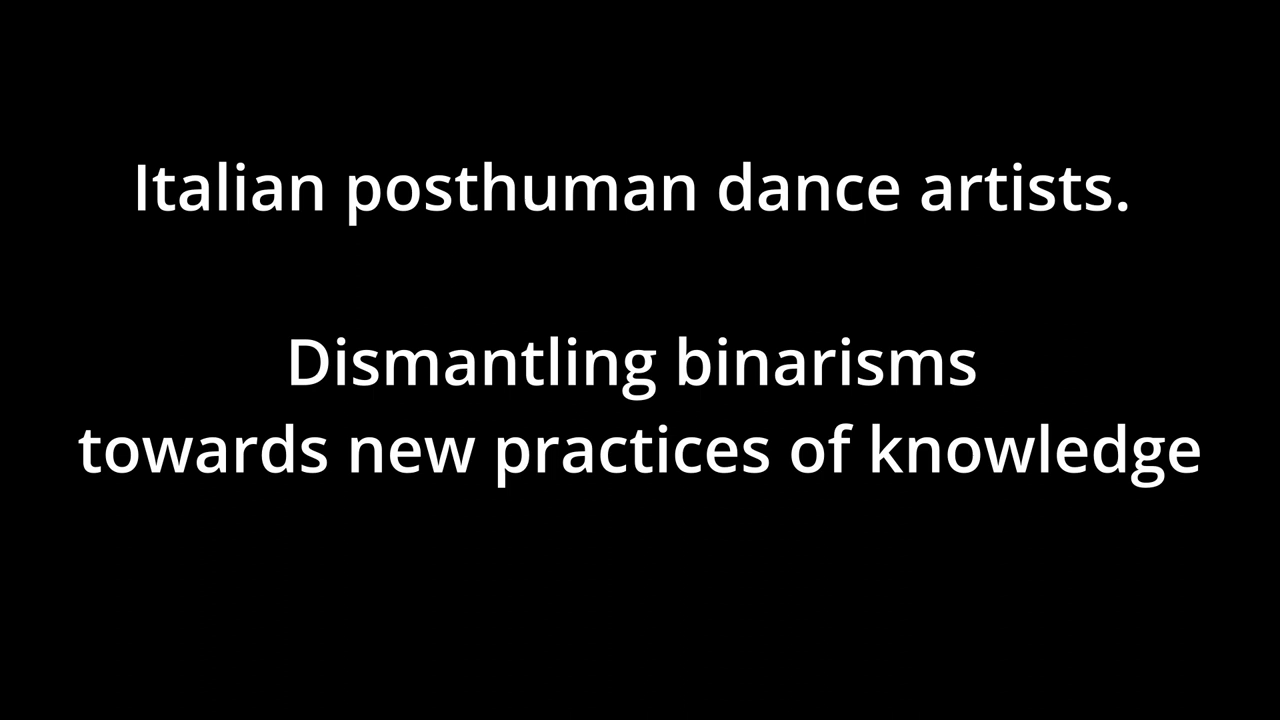 Italian posthuman dance artists.
Dismantling binarisms
towards new practices of knowledge